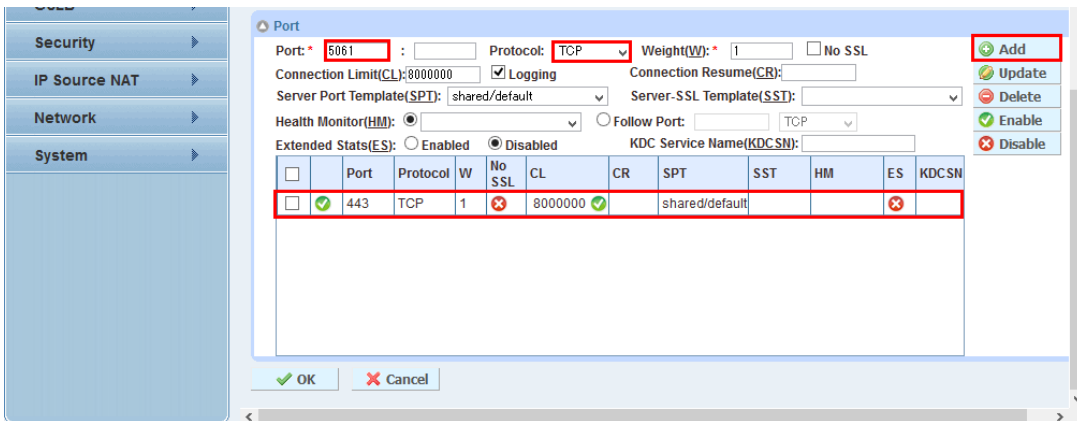 Port
Security
Port: * 5061 : Protocol: TCP Weight(W): * 1 No SSL Add
Connection Limit(CL): 8000000 Logging Connection Resume(CR): Update
IP Source NAT
Server Port Template(SPT): shared/default Server-SSL Template(SST): Delete
Network
Health Monitor(HM): Follow Port: TCP Enable
Extended Stats(ES): Enabled Disabled KDC Service Name(KDCSN): Disable
System
Port Protocol W No SSL CL CR SPT SST HM ES KDCSN
443 TCP 1 8000000 shared/default
OK Cancel